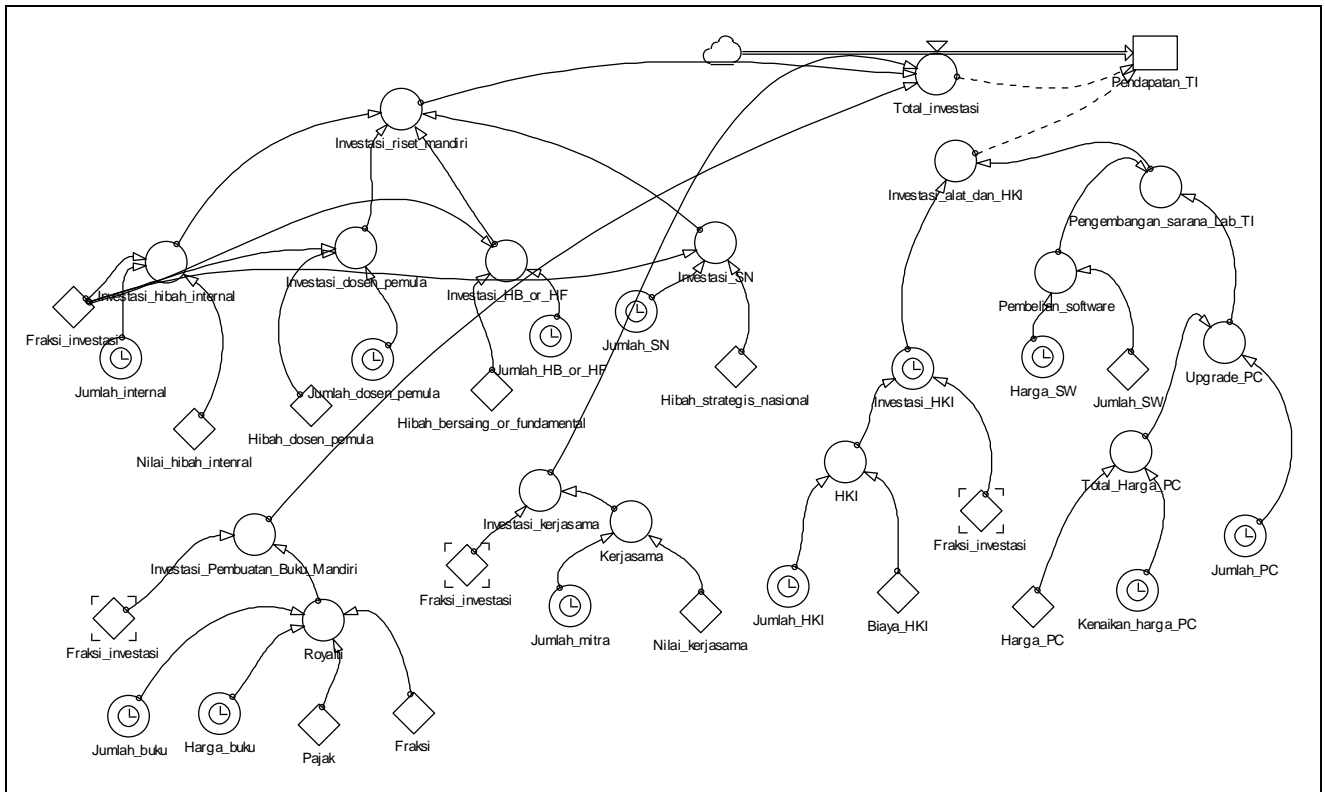 Pendapatan_TI
Total_investasi
Investasi_riset_mandiri
Investasi_alat_dan_HKI
Pengembangan_sarana_Lab_TI
Investasi_hibah_internal
Investasi_dosen_pemula
Investasi_HB_or_HF
Investasi_SN
Pembelian_software
Fraksi_investasi
Jumlah_internal
Jumlah_dosen_pemula
Jumlah_HB_or_HF
Jumlah_SN
Hibah_strategis_nasional
Investasi_HKI
Harga_SW
Jumlah_SW
Upgrade_PC
Nilai_hibah_intenral
Hibah_dosen_pemula
Hibah_bersaing_or_fundamental
HKI
Total_Harga_PC
Investasi_kerjasama
Kerjasama
Fraksi_investasi
Jumlah_PC
Investasi_Pembuatan_Buku_Mandiri
Fraksi_investasi
Jumlah_mitra
Nilai_kerjasama
Jumlah_HKI
Biaya_HKI
Harga_PC
Kenaikan_harga_PC
Fraksi_investasi
Royalti
Jumlah_buku
Harga_buku
Pajak
Fraksi